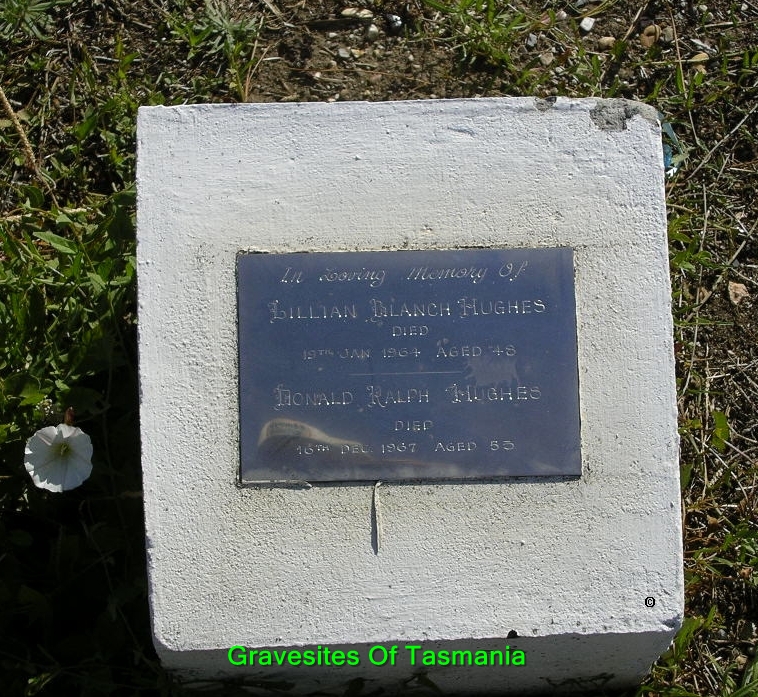 In Loving Memory Of
LILLIAN BLANCH HUGHES
DIED
19TH JAN 1964 AGED 48
DONALD RALPH HUGHES
DIED
16TH DEC. 1967 AGED 53
©
Gravesites Of Tasmania